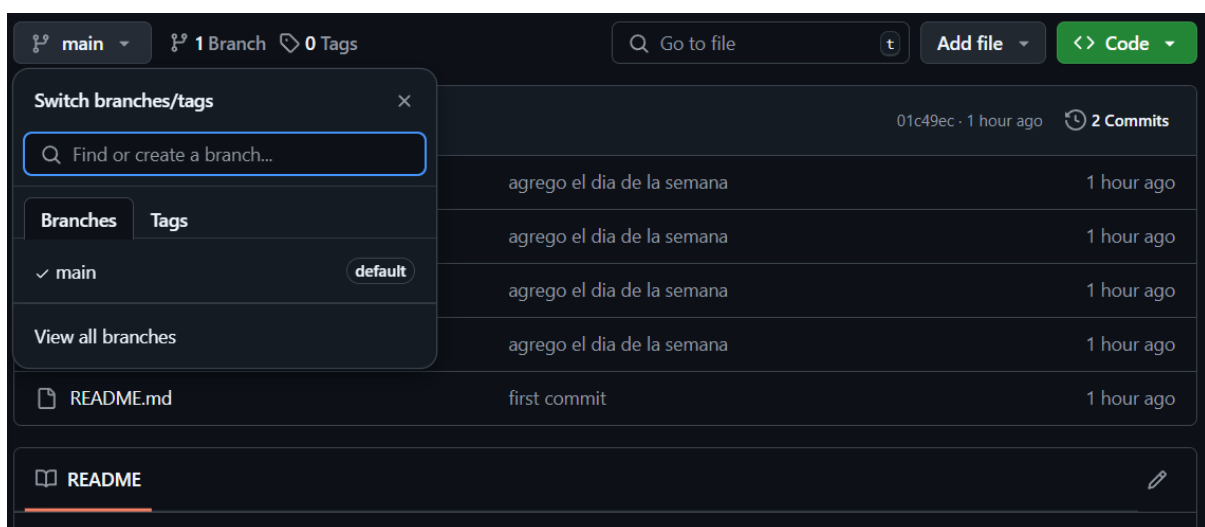 main 1 Branch 0 Tags Go to file t Add file Code
Switch branches/tags
01c49ec · 1 hour ago 2 Commits
Find or create a branch...
agrego el dia de la semana 1 hour ago
Branches Tags
agrego el dia de la semana 1 hour ago
main default
agrego el dia de la semana 1 hour ago
View all branches
agrego el dia de la semana 1 hour ago
README.md first commit 1 hour ago
README